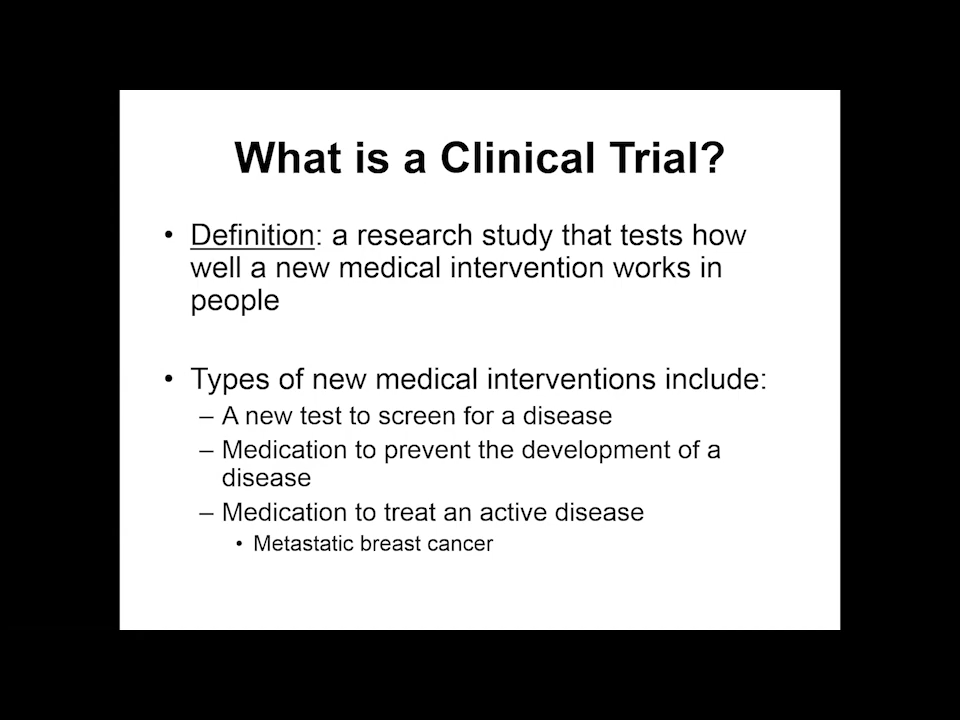 What is a Clinical Trial?
• Definition: a research study that tests how
well a new medical intervention works in
people
• Types of new medical interventions include:
– A new test to screen for a disease
– Medication to prevent the development of a
disease
– Medication to treat an active disease
• Metastatic breast cancer